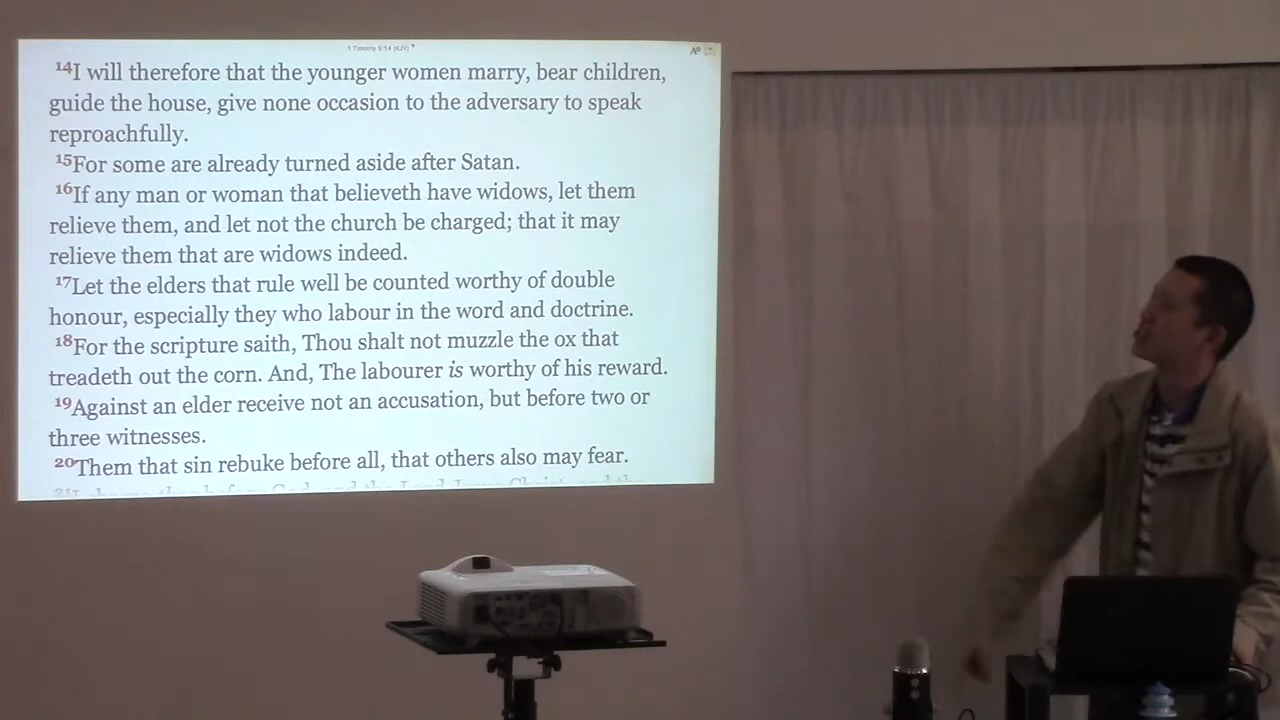 1 Timothy 5:14 (KJV)
14I will therefore that the younger women marry, bear children,
guide the house, give none occasion to the adversary to speak
reproachfully.
15For some are already turned aside after Satan.
16If any man or woman that believeth have widows, let them
relieve them, and let not the church be charged; that it may
relieve them that are widows indeed.
17Let the elders that rule well be counted worthy of double
honour, especially they who labour in the word and doctrine.
18For the scripture saith, Thou shalt not muzzle the ox that
treadeth out the corn. And, The labourer is worthy of his reward.
19Against an elder receive not an accusation, but before two or
three witnesses.
20Them that sin rebuke before all, that others also may fear.